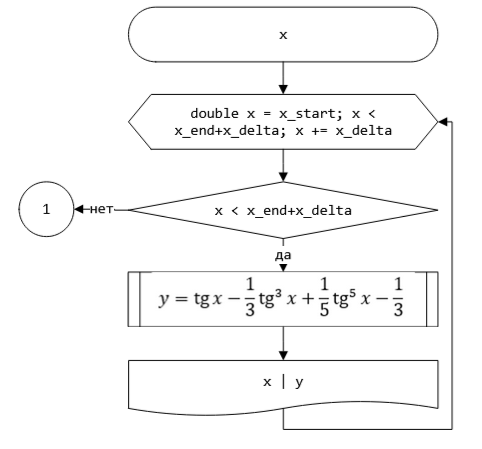 x
double x = x_start; x <
x_end+x_delta; x += x_delta
1
нет
x < x_end+x_delta
да
y = tg x − 1/3 tg³ x + 1/5 tg⁵ x − 1/3
x | y